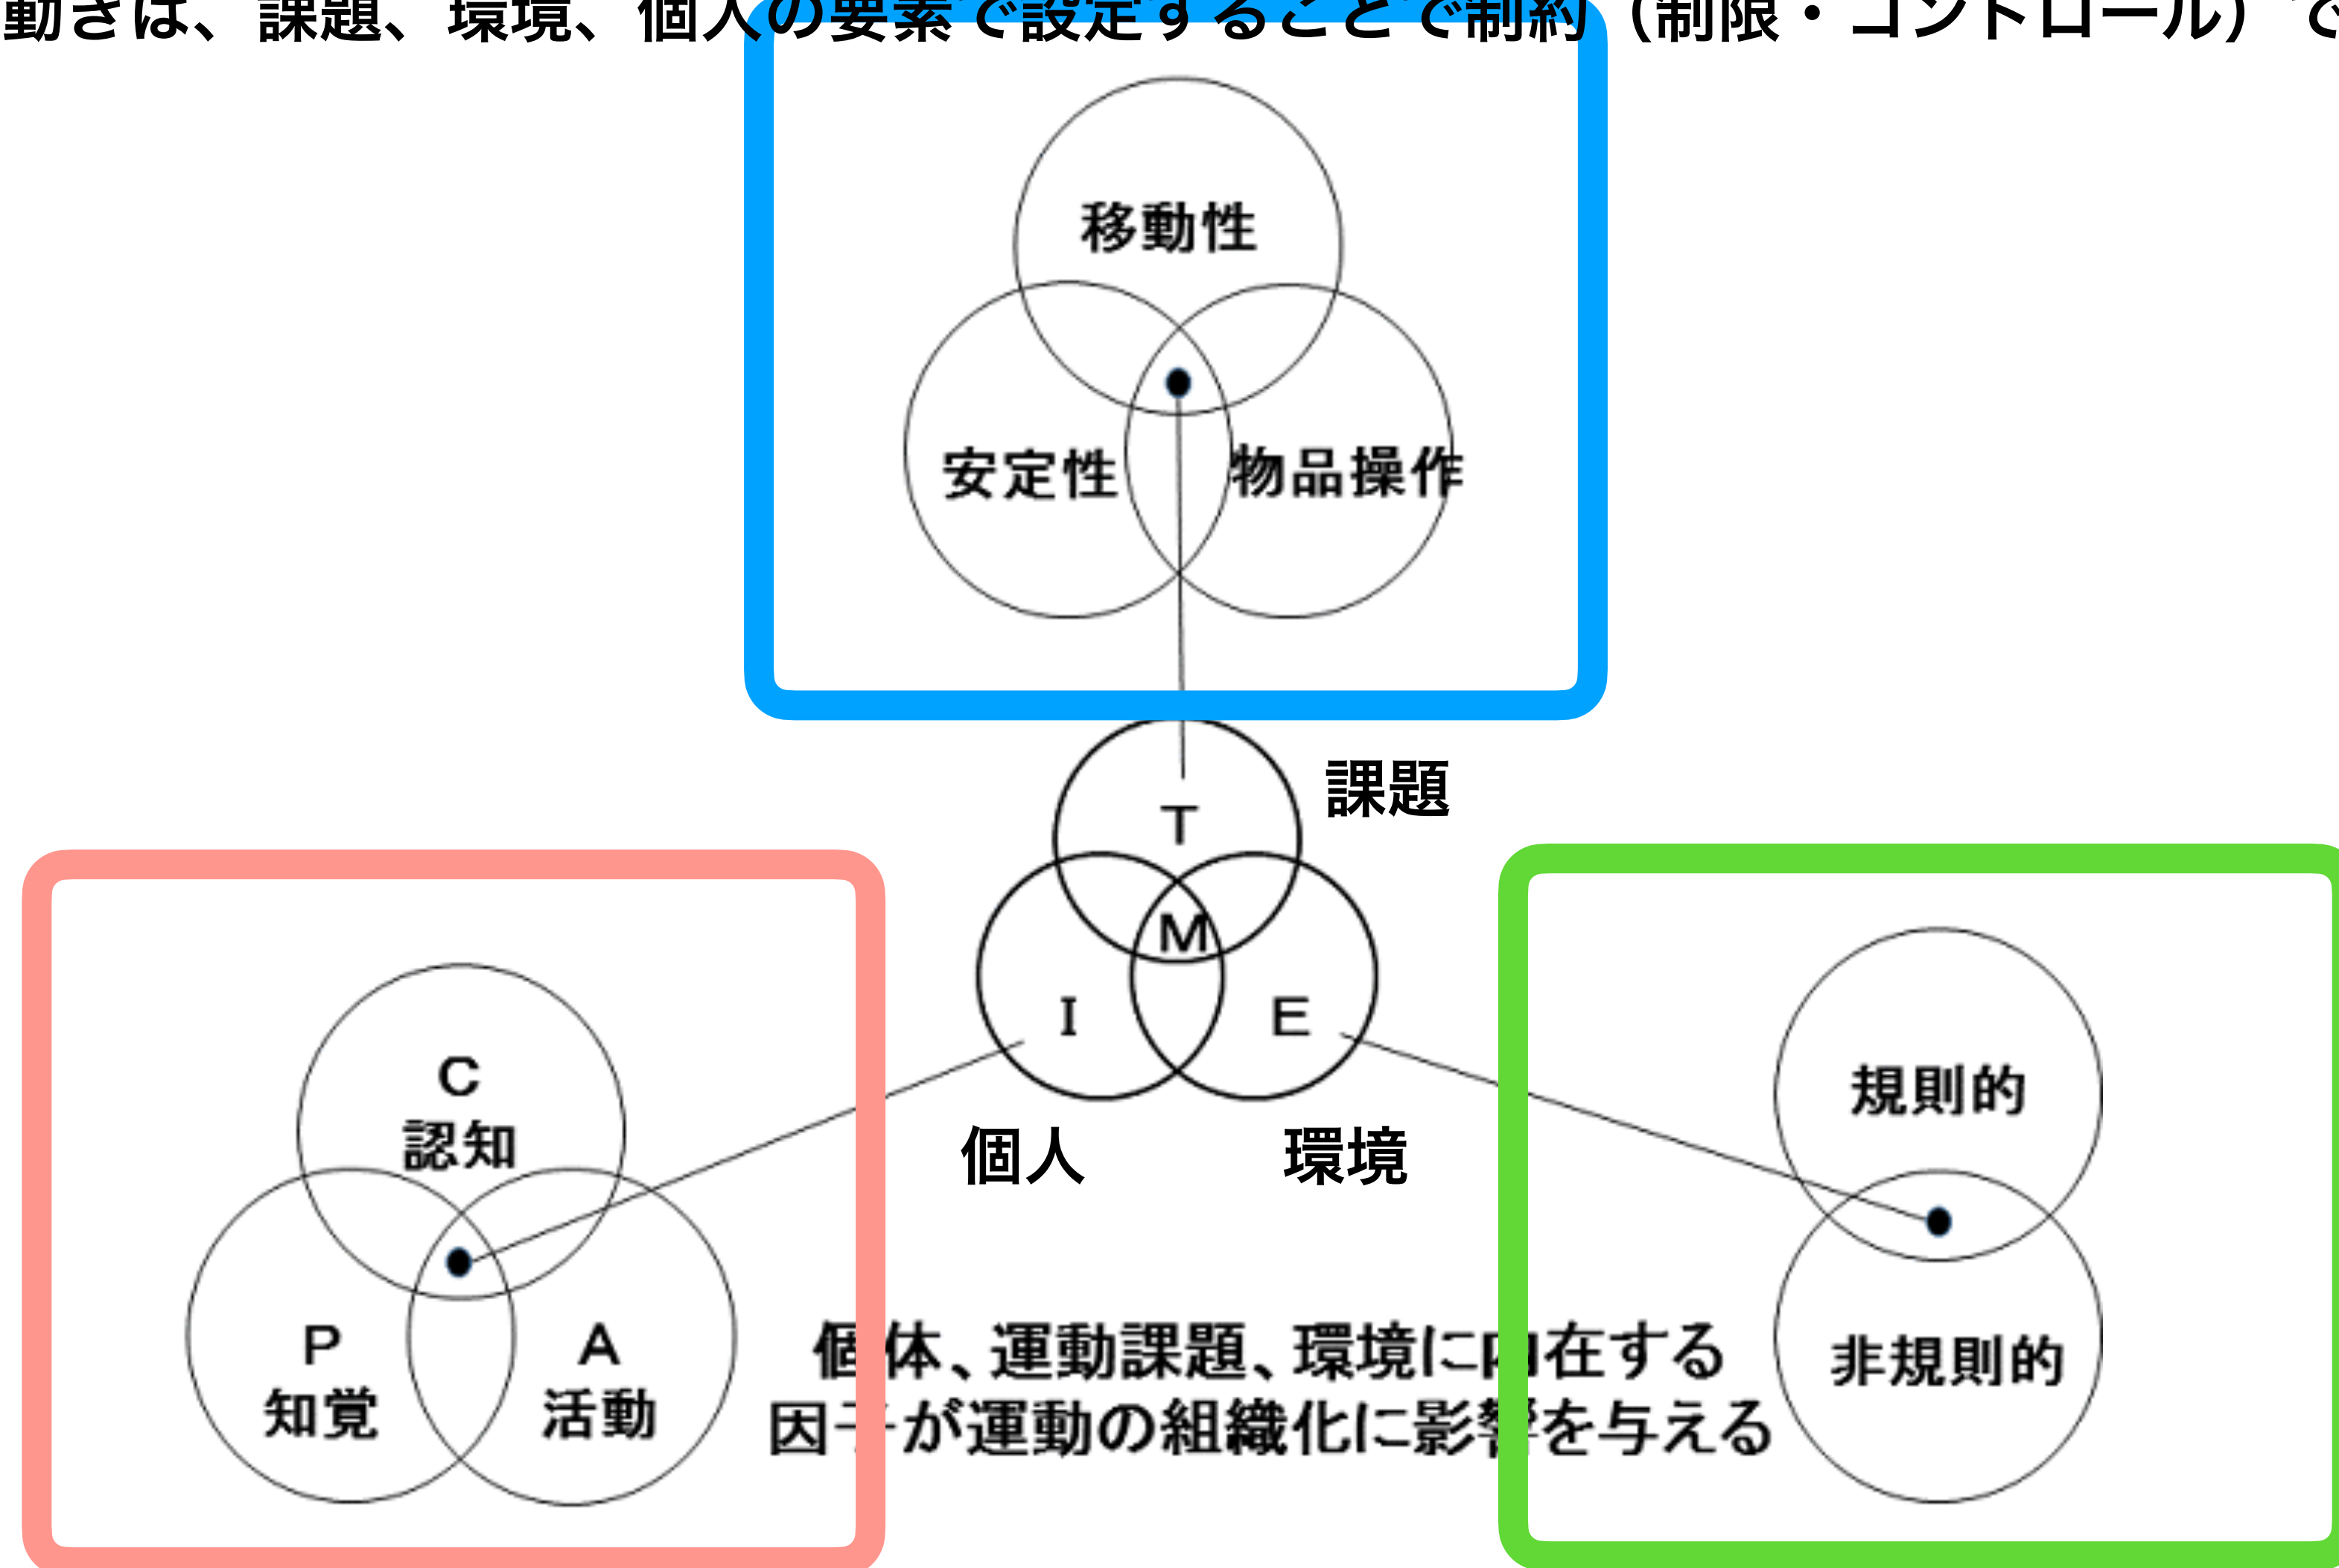 動きは、課題、環境、個人の要素で設定することで制約（制限・コントロール）で
移動性
安定性
物品操作
課題
T
M
I
E
個人
環境
C
認知
P
知覚
A
活動
規則的
非規則的
個体、運動課題、環境に内在する
因子が運動の組織化に影響を与える